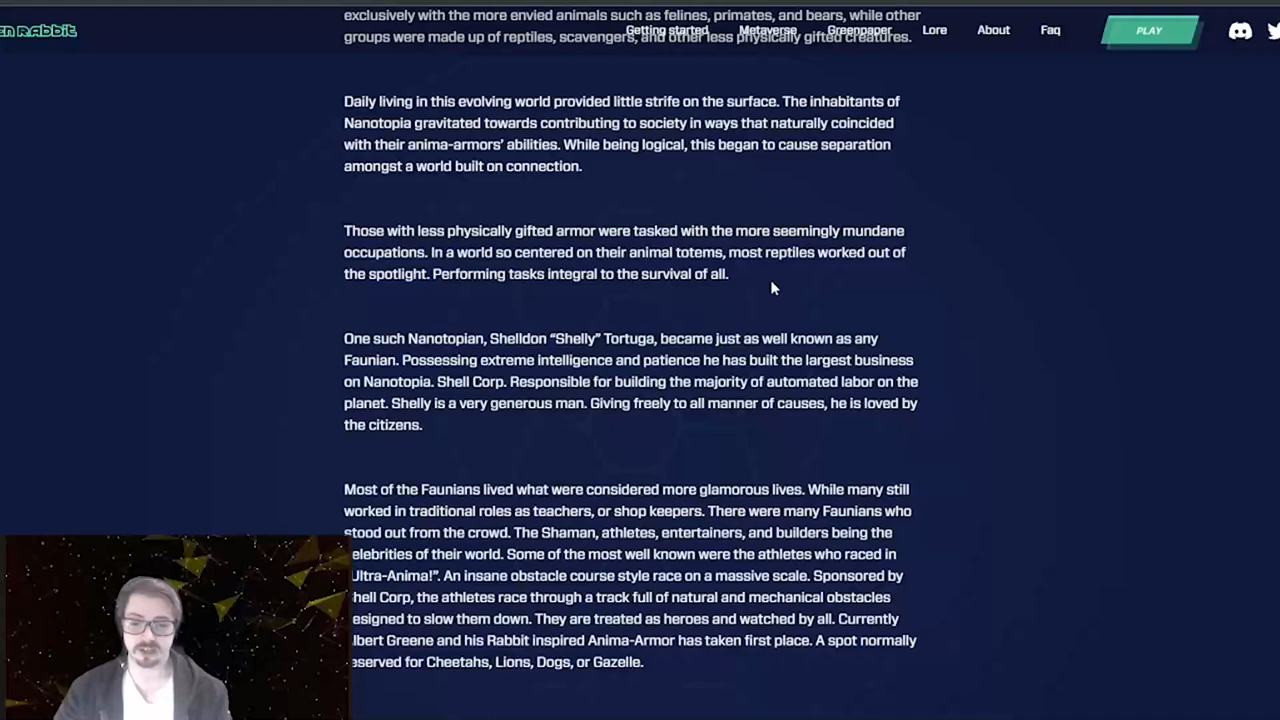 exclusively with the more envied animals such as felines, primates, and bears, while other
groups were made up of reptiles, scavengers, and other less physically gifted creatures.
EN RABBIT
Getting started
Metaverse
Greenpaper
Lore
About
Faq
PLAY
Daily living in this evolving world provided little strife on the surface. The inhabitants of
Nanotopia gravitated towards contributing to society in ways that naturally coincided
with their anima-armors’ abilities. While being logical, this began to cause separation
amongst a world built on connection.
Those with less physically gifted armor were tasked with the more seemingly mundane
occupations. In a world so centered on their animal totems, most reptiles worked out of
the spotlight. Performing tasks integral to the survival of all.
One such Nanotopian, Shelldon “Shelly” Tortuga, became just as well known as any
Faunian. Possessing extreme intelligence and patience he has built the largest business
on Nanotopia. Shell Corp. Responsible for building the majority of automated labor on the
planet. Shelly is a very generous man. Giving freely to all manner of causes, he is loved by
the citizens.
Most of the Faunians lived what were considered more glamorous lives. While many still
worked in traditional roles as teachers, or shop keepers. There were many Faunians who
stood out from the crowd. The Shaman, athletes, entertainers, and builders being the
elebrities of their world. Some of the most well known were the athletes who raced in
Ultra-Anima!”. An insane obstacle course style race on a massive scale. Sponsored by
hell Corp, the athletes race through a track full of natural and mechanical obstacles
esigned to slow them down. They are treated as heroes and watched by all. Currently
lbert Greene and his Rabbit inspired Anima-Armor has taken first place. A spot normally
eserved for Cheetahs, Lions, Dogs, or Gazelle.